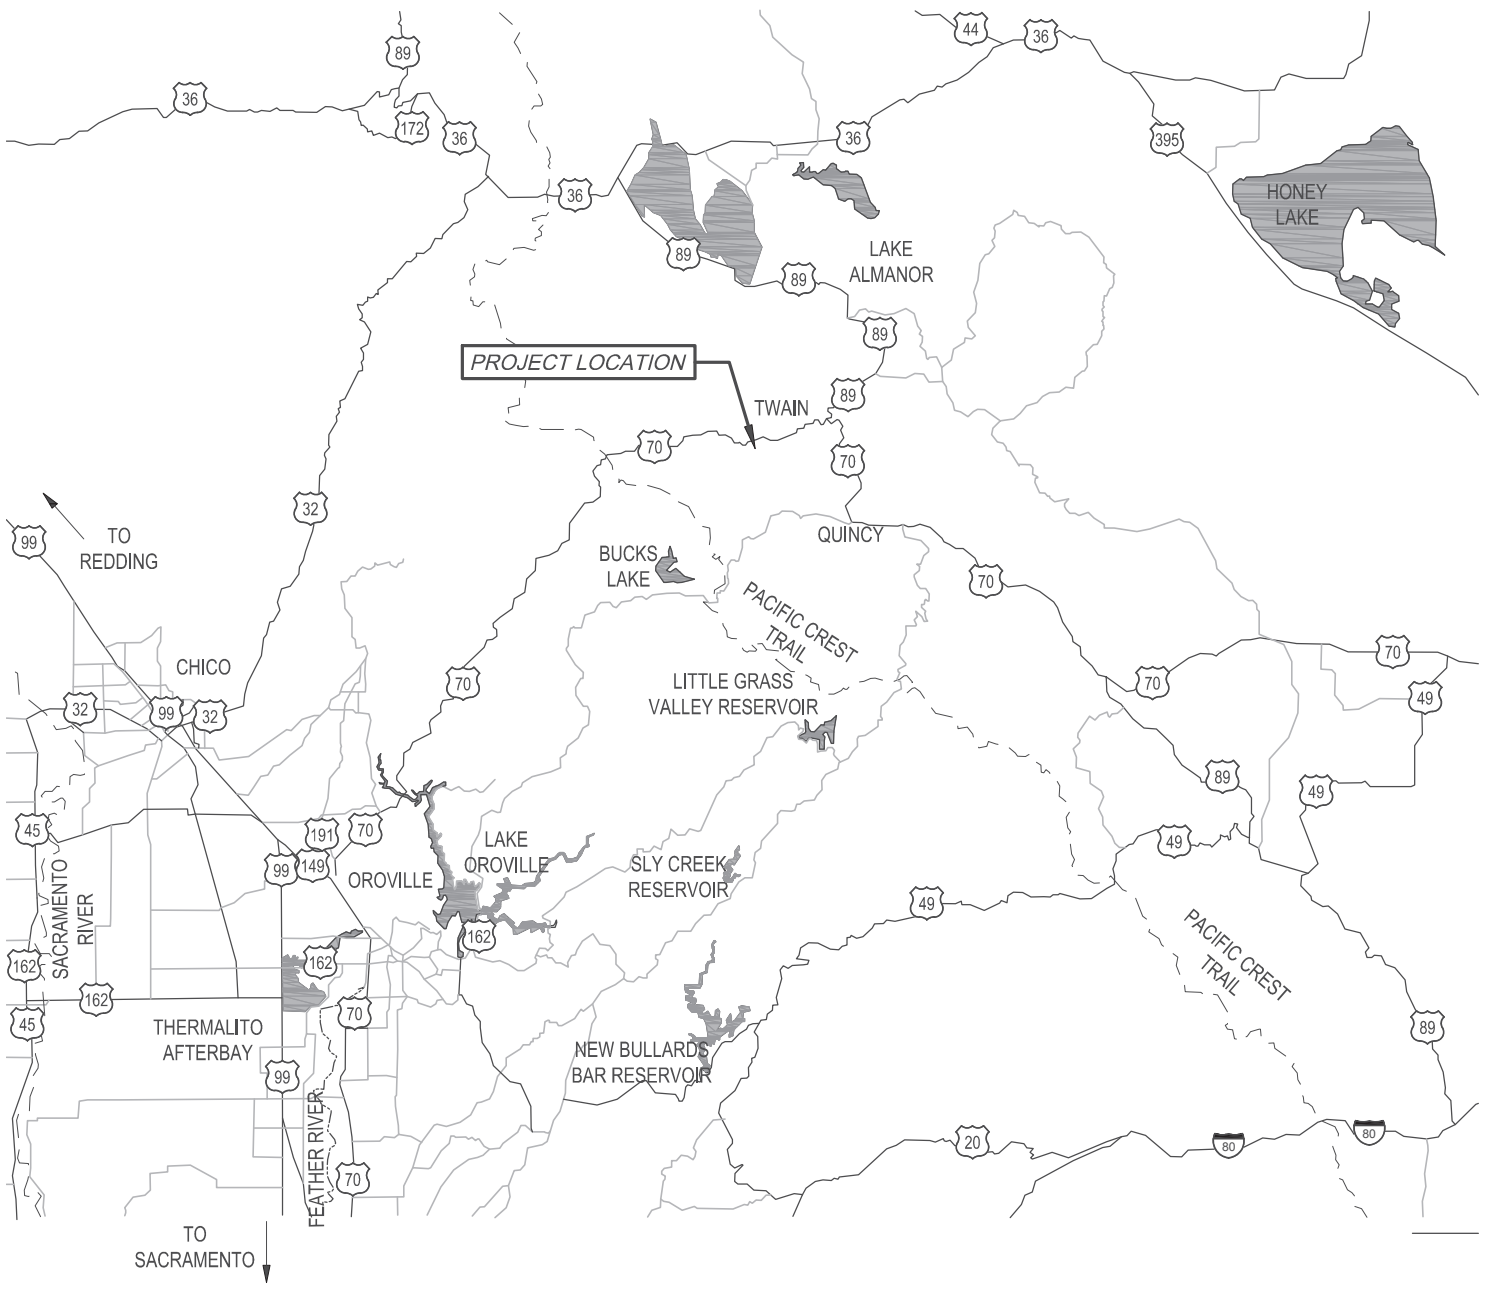 44
36
89
36
172
36
36
395
36
HONEY
LAKE
89
LAKE
ALMANOR
89
89
PROJECT LOCATION
89
TWAIN
70
70
32
TO
REDDING
99
QUINCY
BUCKS
LAKE
70
PACIFIC CREST
TRAIL
70
CHICO
70
70
LITTLE GRASS
VALLEY RESERVOIR
49
32
99
32
89
49
45
191
70
49
LAKE
OROVILLE
SLY CREEK
RESERVOIR
99
149
OROVILLE
49
SACRAMENTO
RIVER
162
PACIFIC CREST
TRAIL
162
162
162
70
45
THERMALITO
AFTERBAY
89
NEW BULLARDS
BAR RESERVOIR
99
FEATHER RIVER
20
80
80
70
TO
SACRAMENTO